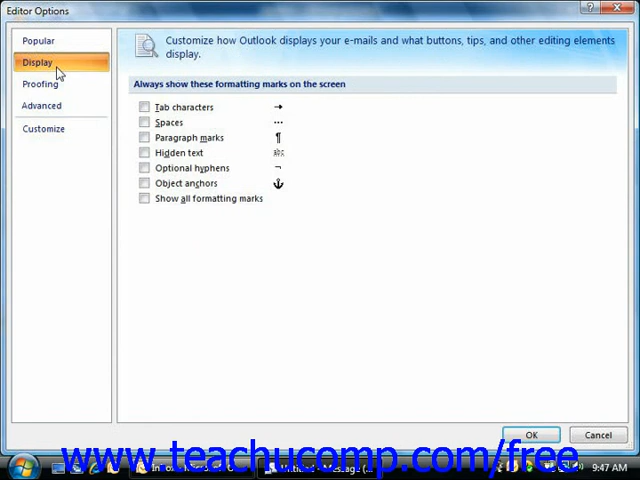 Editor Options
Popular
Display
Proofing
Advanced
Customize
Customize how Outlook displays your e-mails and what buttons, tips, and other editing elements
display.
Always show these formatting marks on the screen
Tab characters →
Spaces ...
Paragraph marks ¶
Hidden text abc
Optional hyphens ¬
Object anchors
Show all formatting marks
OK
Cancel
www.teachucomp.com/free
9:47 AM